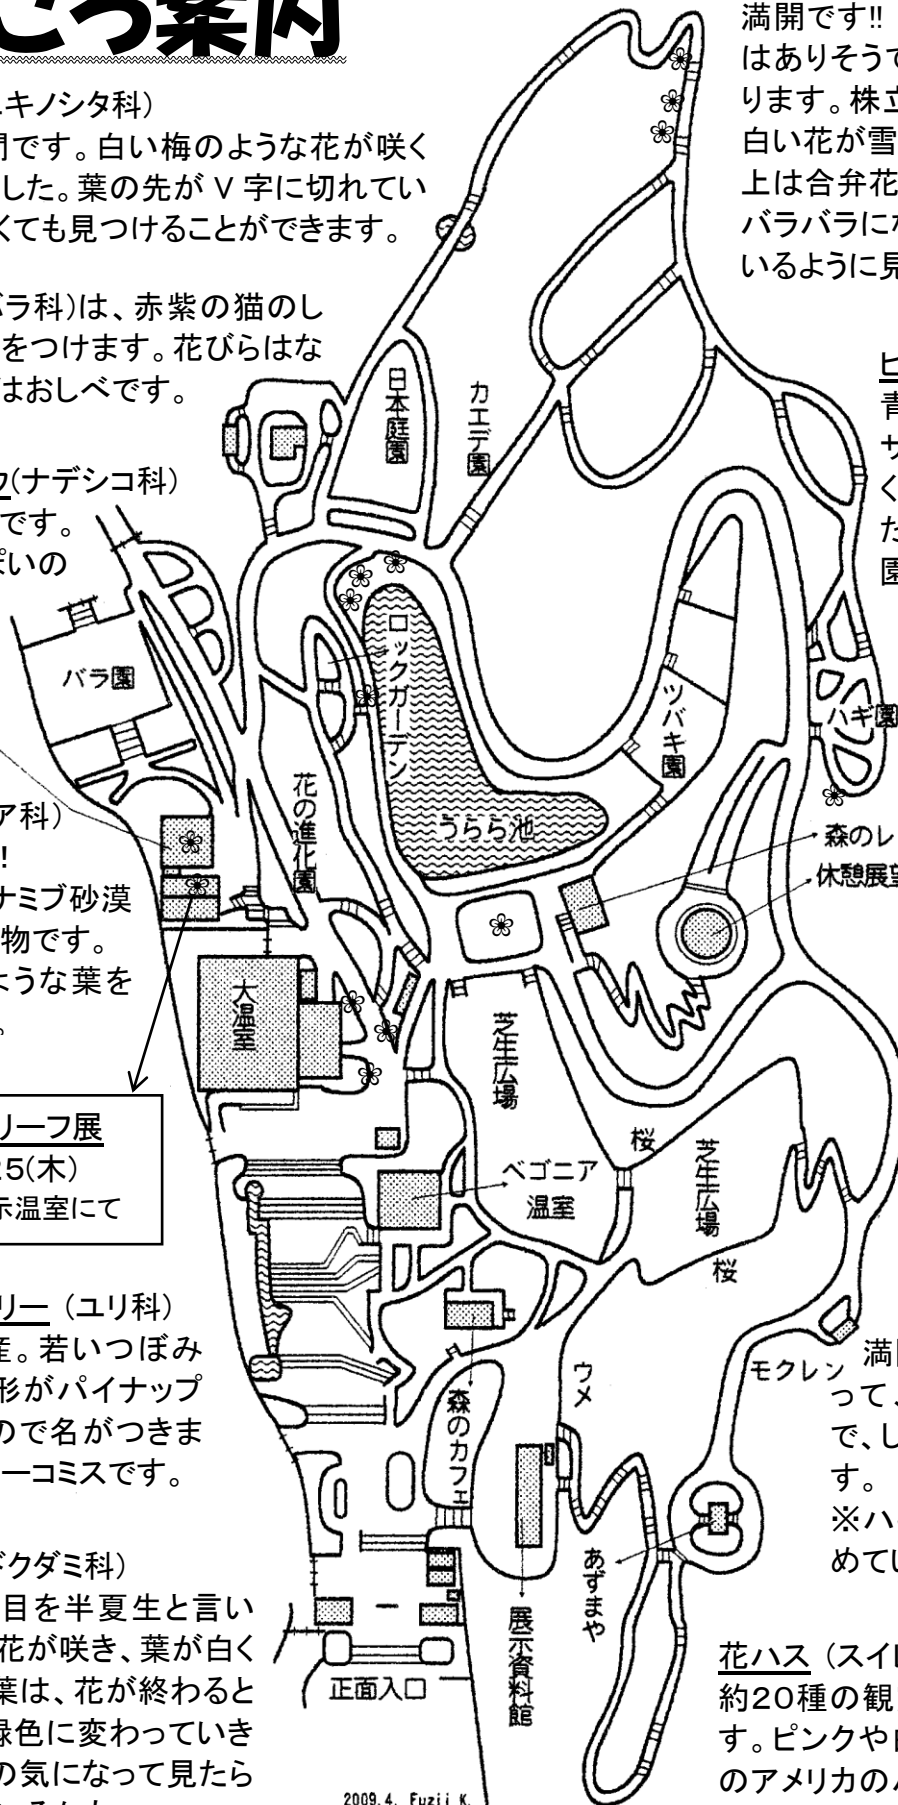 ごろ案内
ユキノシタ科)
開です。白い梅のような花が咲く
した。葉の先が V 字に切れてい
くても見つけることができます。
バラ科)は、赤紫の猫のし
をつけます。花びらはな
はおしべです。
(ナデシコ科)
です。
ぽいの
ア科)
!
ナミブ砂漠
物です。
ような葉を
。
リーフ展
25(木)
示温室にて
リー (ユリ科)
産。若いつぼみ
形がパイナップ
ので名がつきま
ーコミスです。
ドクダミ科)
目を半夏生と言い
花が咲き、葉が白く
葉は、花が終わると
緑色に変わっていき
の気になって見たら
満開です!!
はありそうで
ります。株立
白い花が雪
上は合弁花
バラバラにな
いるように見
ヒ
青
サ
く
た
園
日本庭園
カエデ園
バラ園
ロックガーデン
ツバキ園
ハギ園
花の進化園
うらら池
森のレ
休憩展望
大温室
芝生広場
桜
芝生広場
ベゴニア
温室
桜
モクレン
ウメ
森のカフェ
あずまや
展示資料館
正面入口
満開
って、
で、し
す。
※ハ
めてい
花ハス (スイレ
約20種の観
す。ピンクや白
のアメリカのハ
2009.4. Fuzii K.